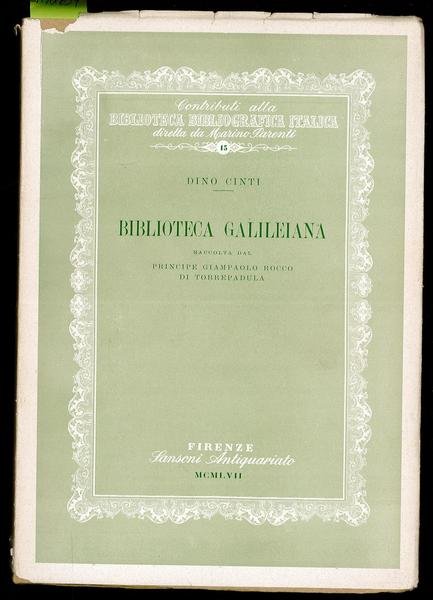 Contributi alla
BIBLIOTECA BIBLIOGRAFICA ITALICA
diretta da Marino Parenti
15
DINO CINTI
BIBLIOTECA GALILEIANA
RACCOLTA DAL
PRINCIPE GIAMPAOLO ROCCO
DI TORREPADULA
FIRENZE
Sansoni Antiquariato
MCMLVII